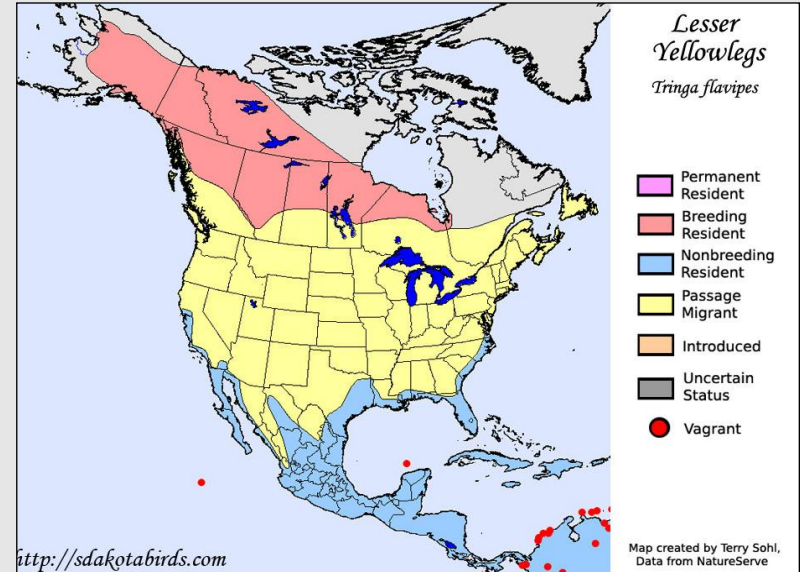 Lesser
Yellowlegs
Tringa flavipes
Permanent
Resident
Breeding
Resident
Nonbreeding
Resident
Passage
Migrant
Introduced
Uncertain
Status
Vagrant
Map created by Terry Sohl,
Data from NatureServe
http://sdakotabirds.com